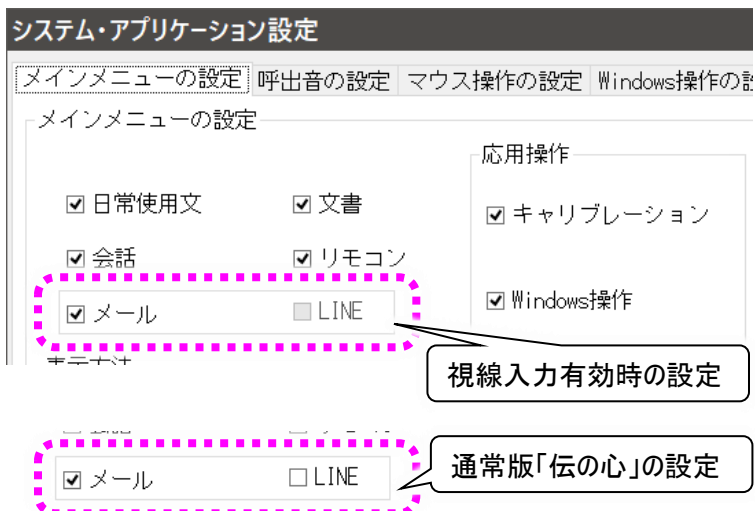 システム・アプリケーション設定
メインメニューの設定 呼出音の設定 マウス操作の設定 Windows操作の
メインメニューの設定
応用操作
日常使用文 文書
キャリブレーション
会話 リモコン
メール LINE
Windows操作
表示方法
視線入力有効時の設定
メール LINE
通常版「伝の心」の設定